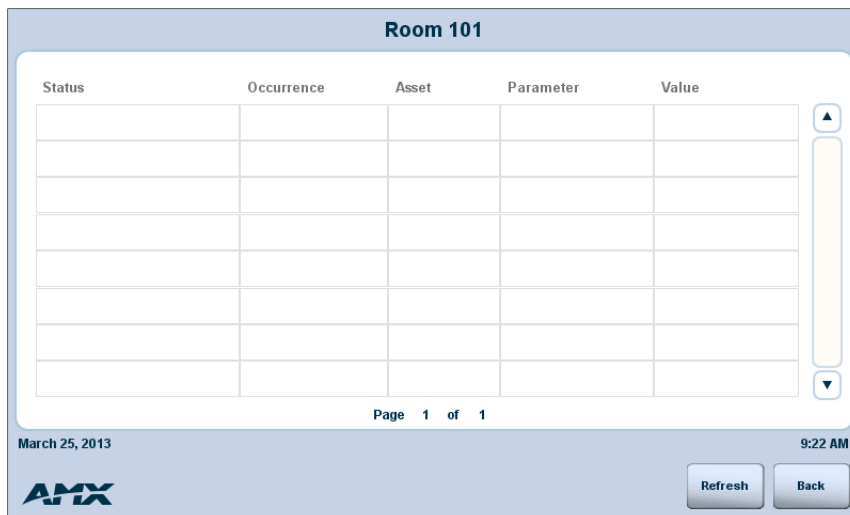 Room 101
Status Occurrence Asset Parameter Value
Page 1 of 1
March 25, 2013 9:22 AM
AMX Refresh Back